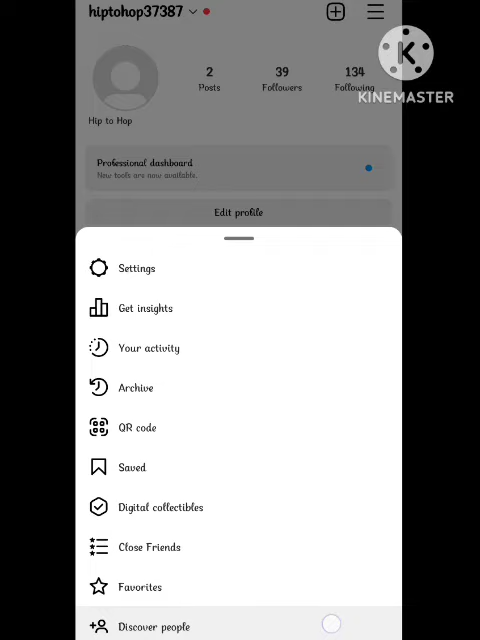 hiptohop37387
2 39 134
Posts Followers Following
KINEMASTER
Hip to Hop
Professional dashboard
New tools are now available.
Edit profile
Settings
Get insights
Your activity
Archive
QR code
Saved
Digital collectibles
Close Friends
Favorites
Discover people